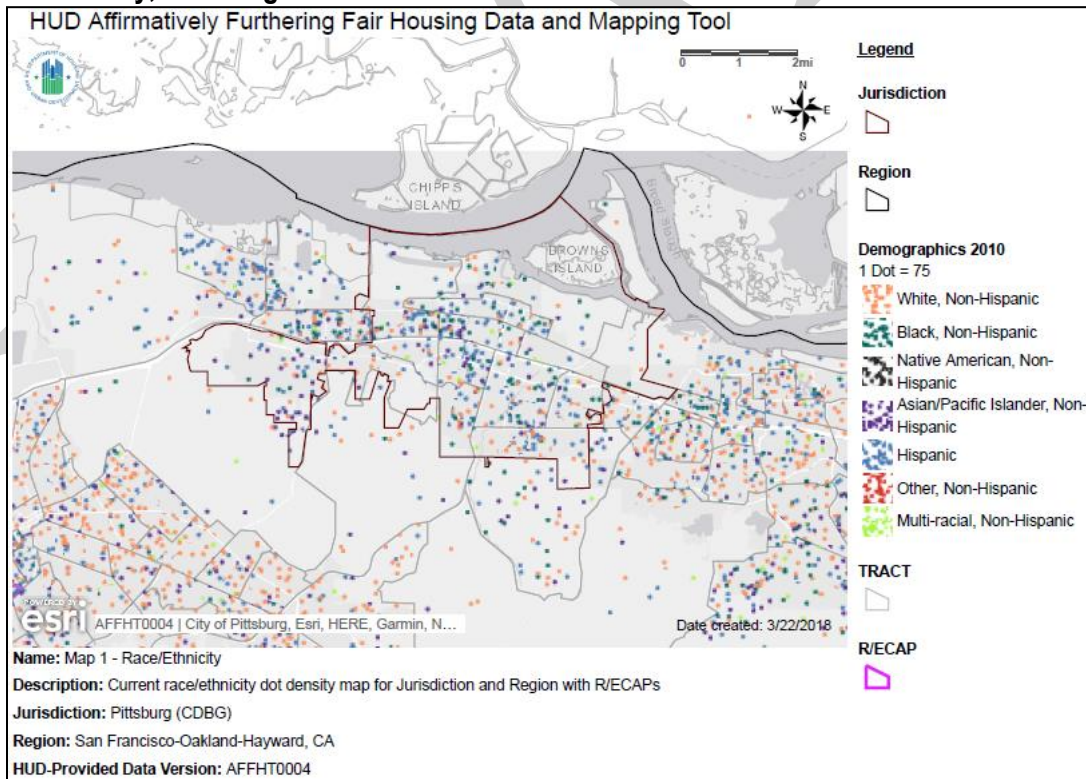 HUD Affirmatively Furthering Fair Housing Data and Mapping Tool
0 1 2mi
N
W E
S
CHIPPS
ISLAND
BROWNS
ISLAND
Broad Slough
POWERED BY
esri
AFFHT0004 | City of Pittsburg, Esri, HERE, Garmin, N...
Date created: 3/22/2018
Legend
Jurisdiction
Region
Demographics 2010
1 Dot = 75
White, Non-Hispanic
Black, Non-Hispanic
Native American, Non-
Hispanic
Asian/Pacific Islander, Non-
Hispanic
Hispanic
Other, Non-Hispanic
Multi-racial, Non-Hispanic
TRACT
R/ECAP
Name: Map 1 - Race/Ethnicity
Description: Current race/ethnicity dot density map for Jurisdiction and Region with R/ECAPs
Jurisdiction: Pittsburg (CDBG)
Region: San Francisco-Oakland-Hayward, CA
HUD-Provided Data Version: AFFHT0004